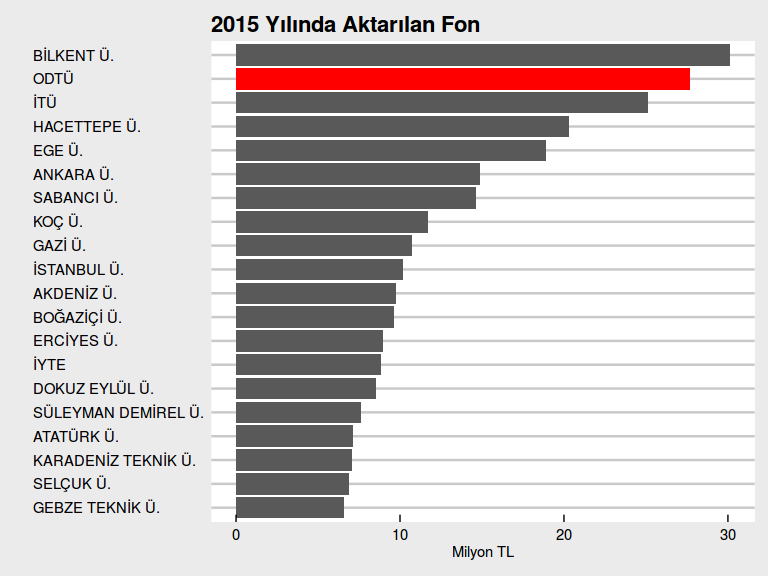 2015 Yılında Aktarılan Fon
BİLKENT Ü.
ODTÜ
İTÜ
HACETTEPE Ü.
EGE Ü.
ANKARA Ü.
SABANCI Ü.
KOÇ Ü.
GAZİ Ü.
İSTANBUL Ü.
AKDENİZ Ü.
BOĞAZİÇİ Ü.
ERCİYES Ü.
İYTE
DOKUZ EYLÜL Ü.
SÜLEYMAN DEMİREL Ü.
ATATÜRK Ü.
KARADENİZ TEKNİK Ü.
SELÇUK Ü.
GEBZE TEKNİK Ü.
0 10 20 30
Milyon TL